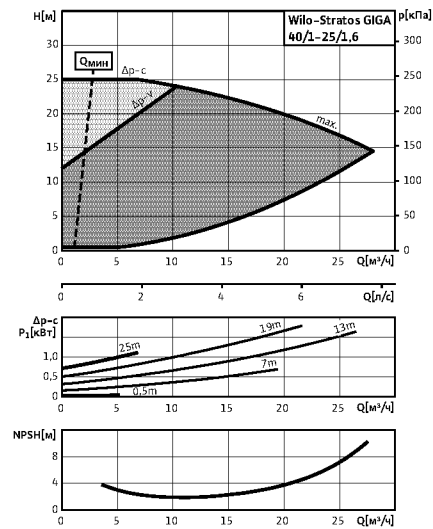 H[м]
p[кПа]
Wilo-Stratos GIGA
40/1-25/1,6
30
300
Qмин
Δp-c
25
250
Δp-v
20
200
max.
15
150
10
100
5
50
0
0
0 5 10 15 20 25 Q[м³/ч]
0 2 4 6 Q[л/с]
Δp-c
P₁[кВт]
19m
13m
25m
1,0
7m
0,5
0,5m
0
0 5 10 15 20 25 Q[м³/ч]
NPSH[м]
8
4
0
0 5 10 15 20 25 Q[м³/ч]